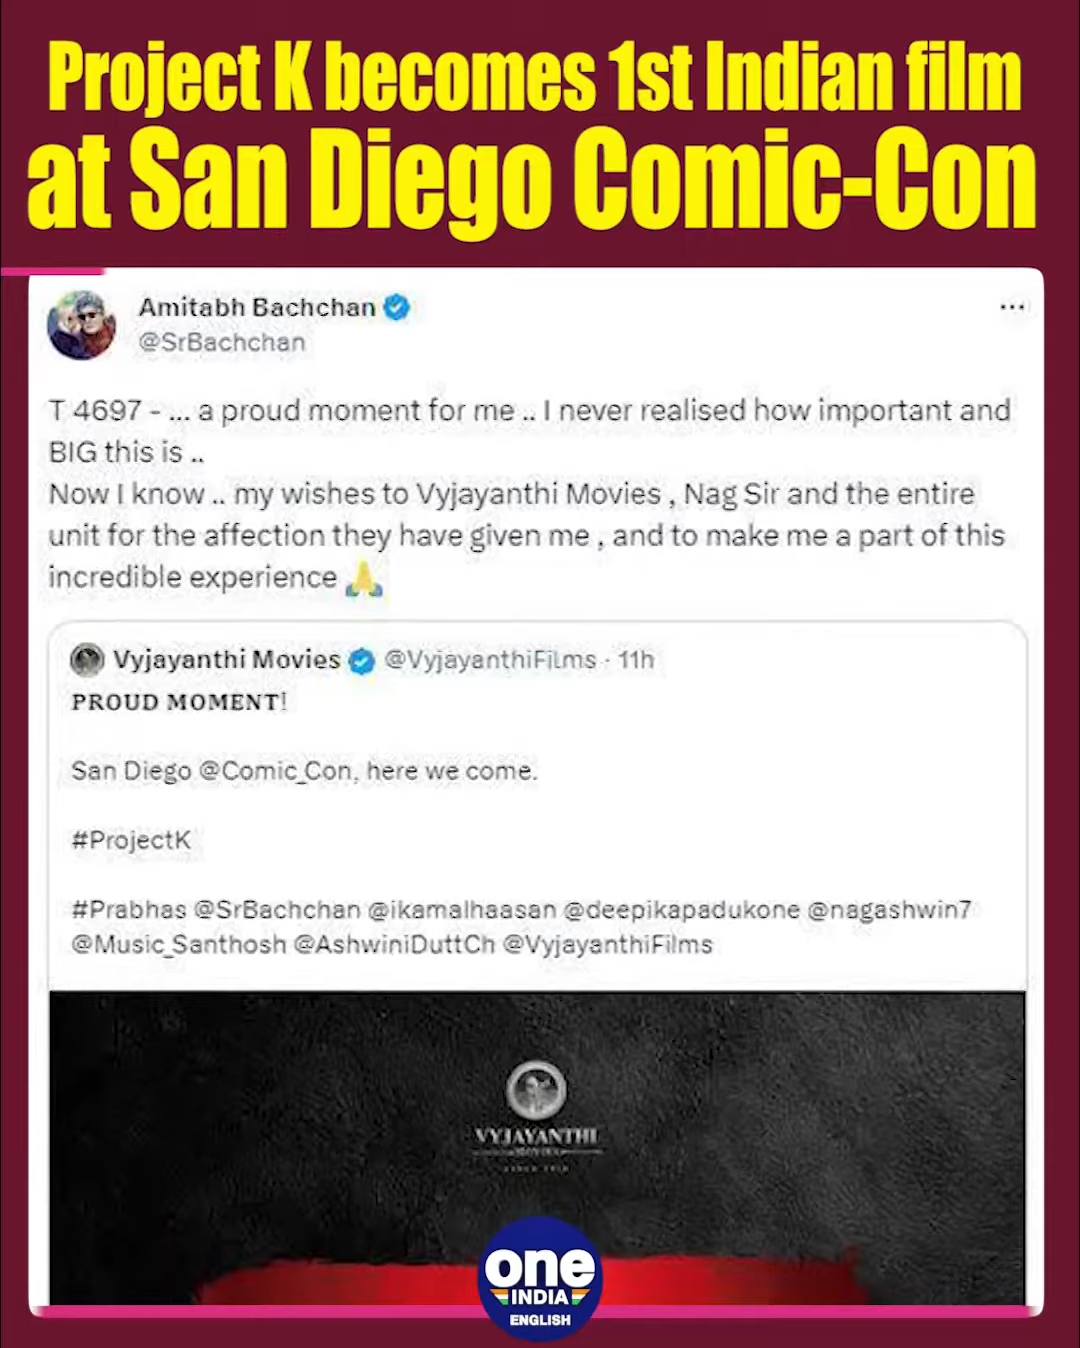 Project K becomes 1st Indian film
at San Diego Comic-Con
Amitabh Bachchan
@SrBachchan
T 4697 - ... a proud moment for me .. I never realised how important and
BIG this is ..
Now I know .. my wishes to Vyjayanthi Movies , Nag Sir and the entire
unit for the affection they have given me , and to make me a part of this
incredible experience 🙏
Vyjayanthi Movies @VyjayanthiFilms · 11h
PROUD MOMENT!
San Diego @Comic_Con, here we come.
#ProjectK
#Prabhas @SrBachchan @ikamalhaasan @deepikapadukone @nagashwin7
@Music_Santhosh @AshwiniDuttCh @VyjayanthiFilms
VYJAYANTHI
one
INDIA
ENGLISH